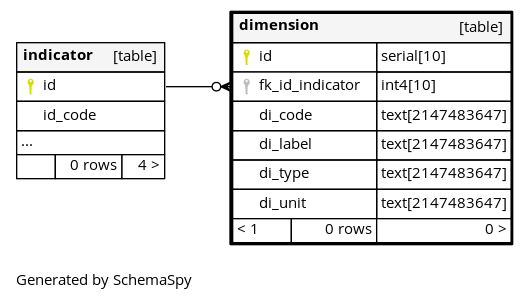 indicator [table]
id
id_code
...
0 rows 4 >
dimension [table]
id serial[10]
fk_id_indicator int4[10]
di_code text[2147483647]
di_label text[2147483647]
di_type text[2147483647]
di_unit text[2147483647]
< 1 0 rows 0 >
Generated by SchemaSpy